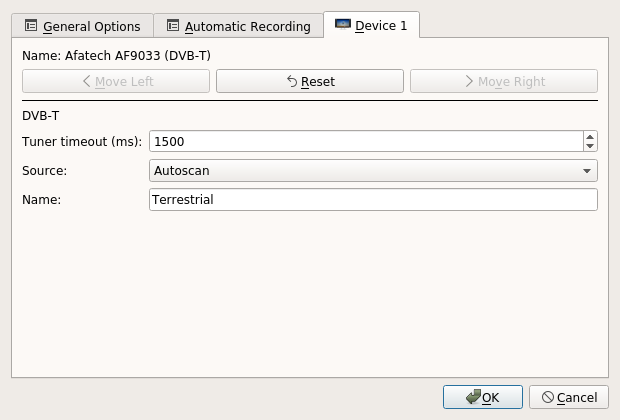 General Options Automatic Recording Device 1
Name: Afatech AF9033 (DVB-T)
Move Left Reset Move Right
DVB-T
Tuner timeout (ms): 1500
Source: Autoscan
Name: Terrestrial
OK Cancel